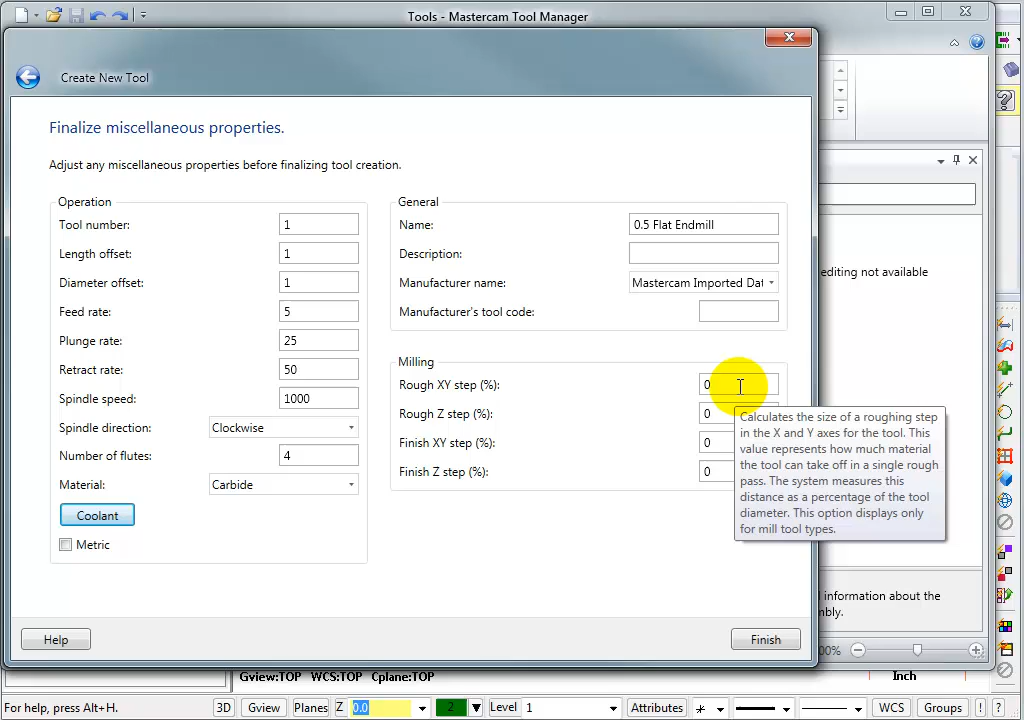 Tools - Mastercam Tool Manager
Create New Tool
Finalize miscellaneous properties.
Adjust any miscellaneous properties before finalizing tool creation.
Operation
Tool number: 1
Length offset: 1
Diameter offset: 1
Feed rate: 5
Plunge rate: 25
Retract rate: 50
Spindle speed: 1000
Spindle direction: Clockwise
Number of flutes: 4
Material: Carbide
Coolant
Metric
General
Name: 0.5 Flat Endmill
Description:
Manufacturer name: Mastercam Imported Dat
Manufacturer's tool code:
Milling
Rough XY step (%): 0
Rough Z step (%): 0
Finish XY step (%): 0
Finish Z step (%): 0
Calculates the size of a roughing step
in the X and Y axes for the tool. This
value represents how much material
the tool can take off in a single rough
pass. The system measures this
distance as a percentage of the tool
diameter. This option displays only
for mill tool types.
editing not available
information about the
Help
Finish
Gview:TOP WCS:TOP Cplane:TOP
Inch
For help, press Alt+H.
3D Gview Planes Z 0.0 2 Level 1 Attributes WCS Groups ! ?